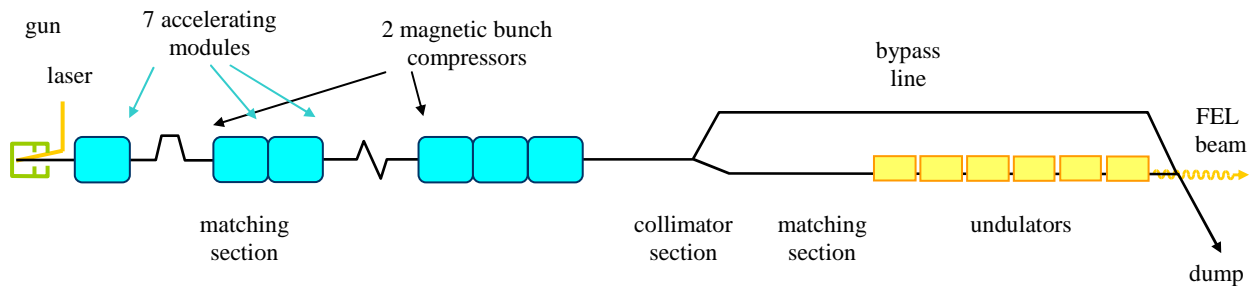 gun
laser
7 accelerating
modules
2 magnetic bunch
compressors
bypass
line
FEL
beam
matching
section
collimator
section
matching
section
undulators
dump